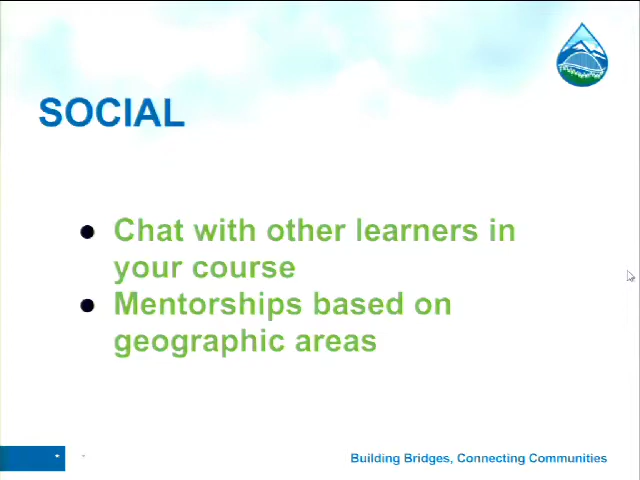 SOCIAL
● Chat with other learners in
your course
● Mentorships based on
geographic areas
Building Bridges, Connecting Communities